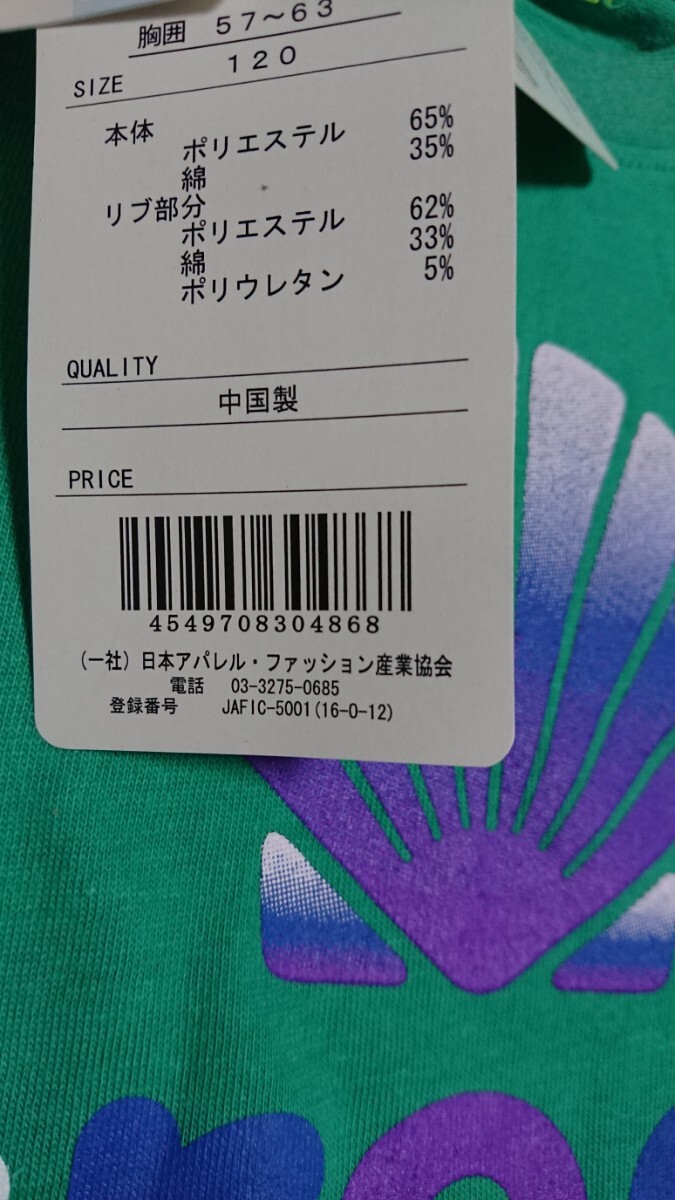 胸囲 57~63
SIZE 120
本体
ポリエステル 65%
綿 35%
リブ部分
ポリエステル 62%
綿 33%
ポリウレタン 5%
QUALITY
中国製
PRICE
4549708304868
(一社)日本アパレル・ファッション産業協会
電話 03-3275-0685
登録番号 JAFIC-5001(16-0-12)